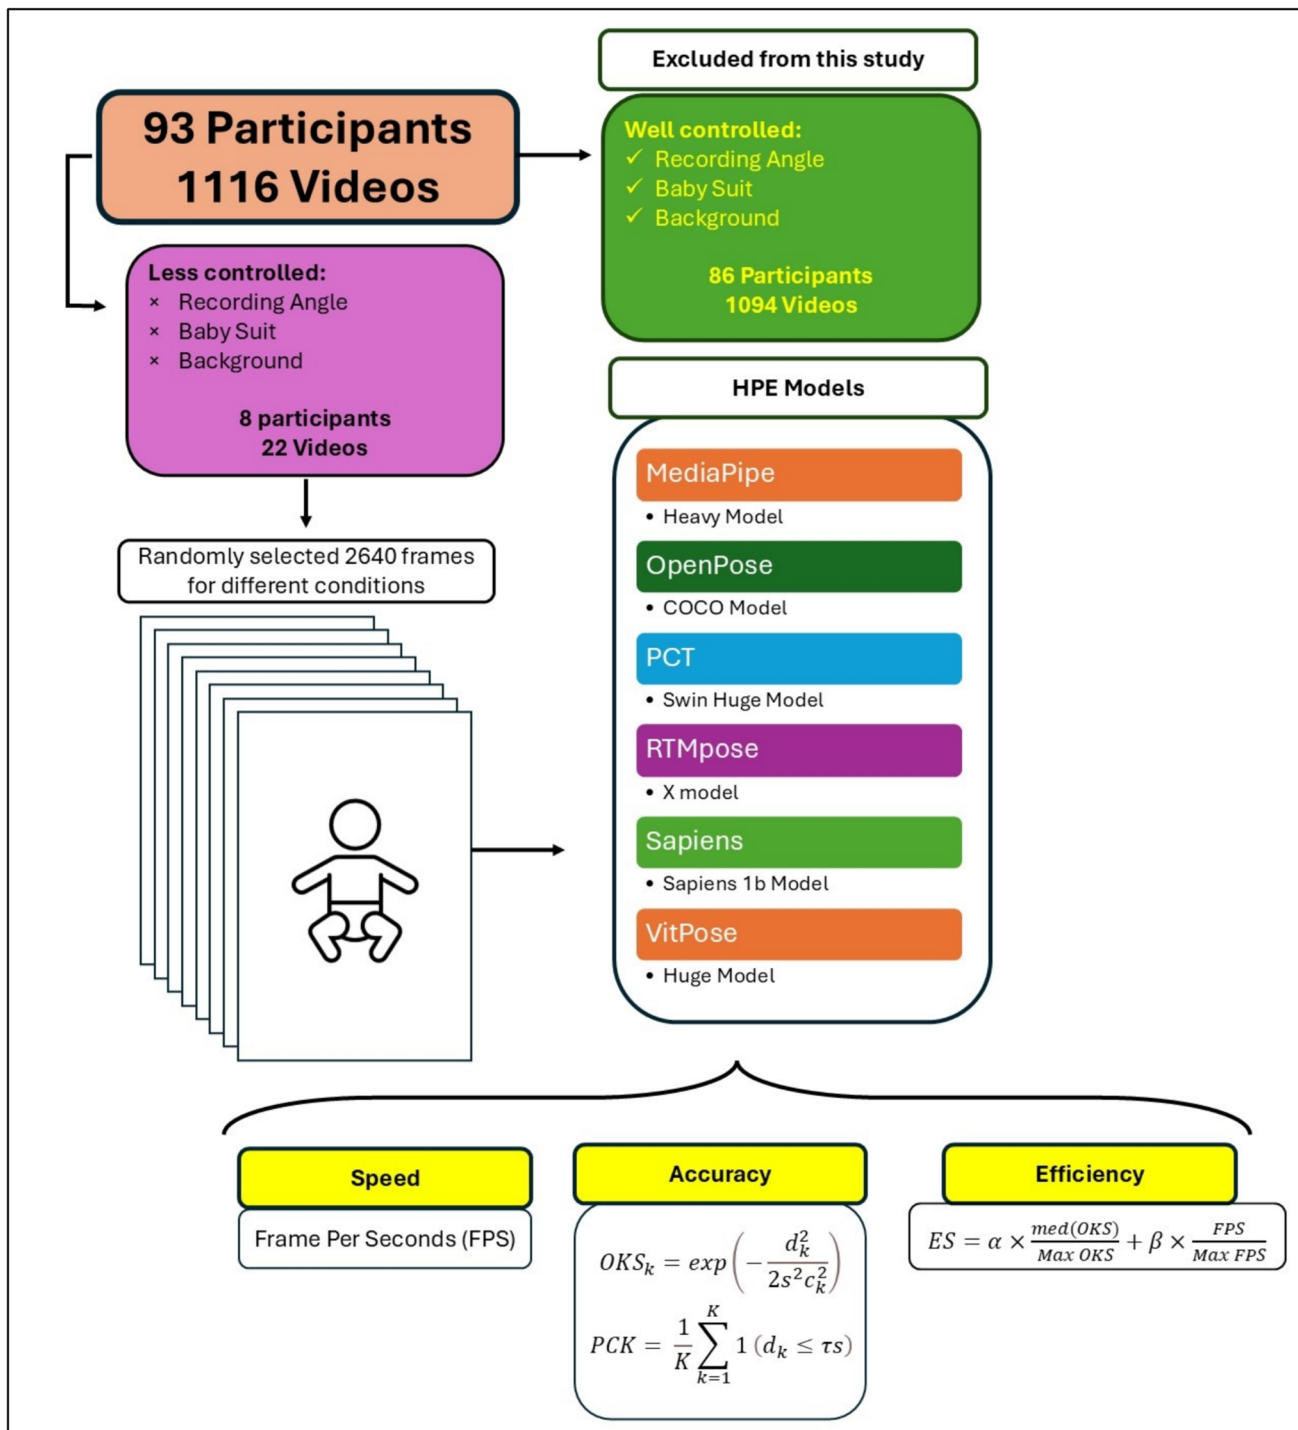 93 Participants
1116 Videos
Excluded from this study
Well controlled:
✓ Recording Angle
✓ Baby Suit
✓ Background
86 Participants
1094 Videos
Less controlled:
× Recording Angle
× Baby Suit
× Background
8 participants
22 Videos
Randomly selected 2640 frames
for different conditions
HPE Models
MediaPipe
• Heavy Model
OpenPose
• COCO Model
PCT
• Swin Huge Model
RTMpose
• X model
Sapiens
• Sapiens 1b Model
VitPose
• Huge Model
Speed
Frame Per Seconds (FPS)
Accuracy
OKS_k = exp(−d_k^2 / 2s^2c_k^2)
PCK = 1/K ∑_{k=1}^{K} 1 (d_k ≤ τs)
Efficiency
ES = α × med(OKS)/Max OKS + β × FPS/Max FPS